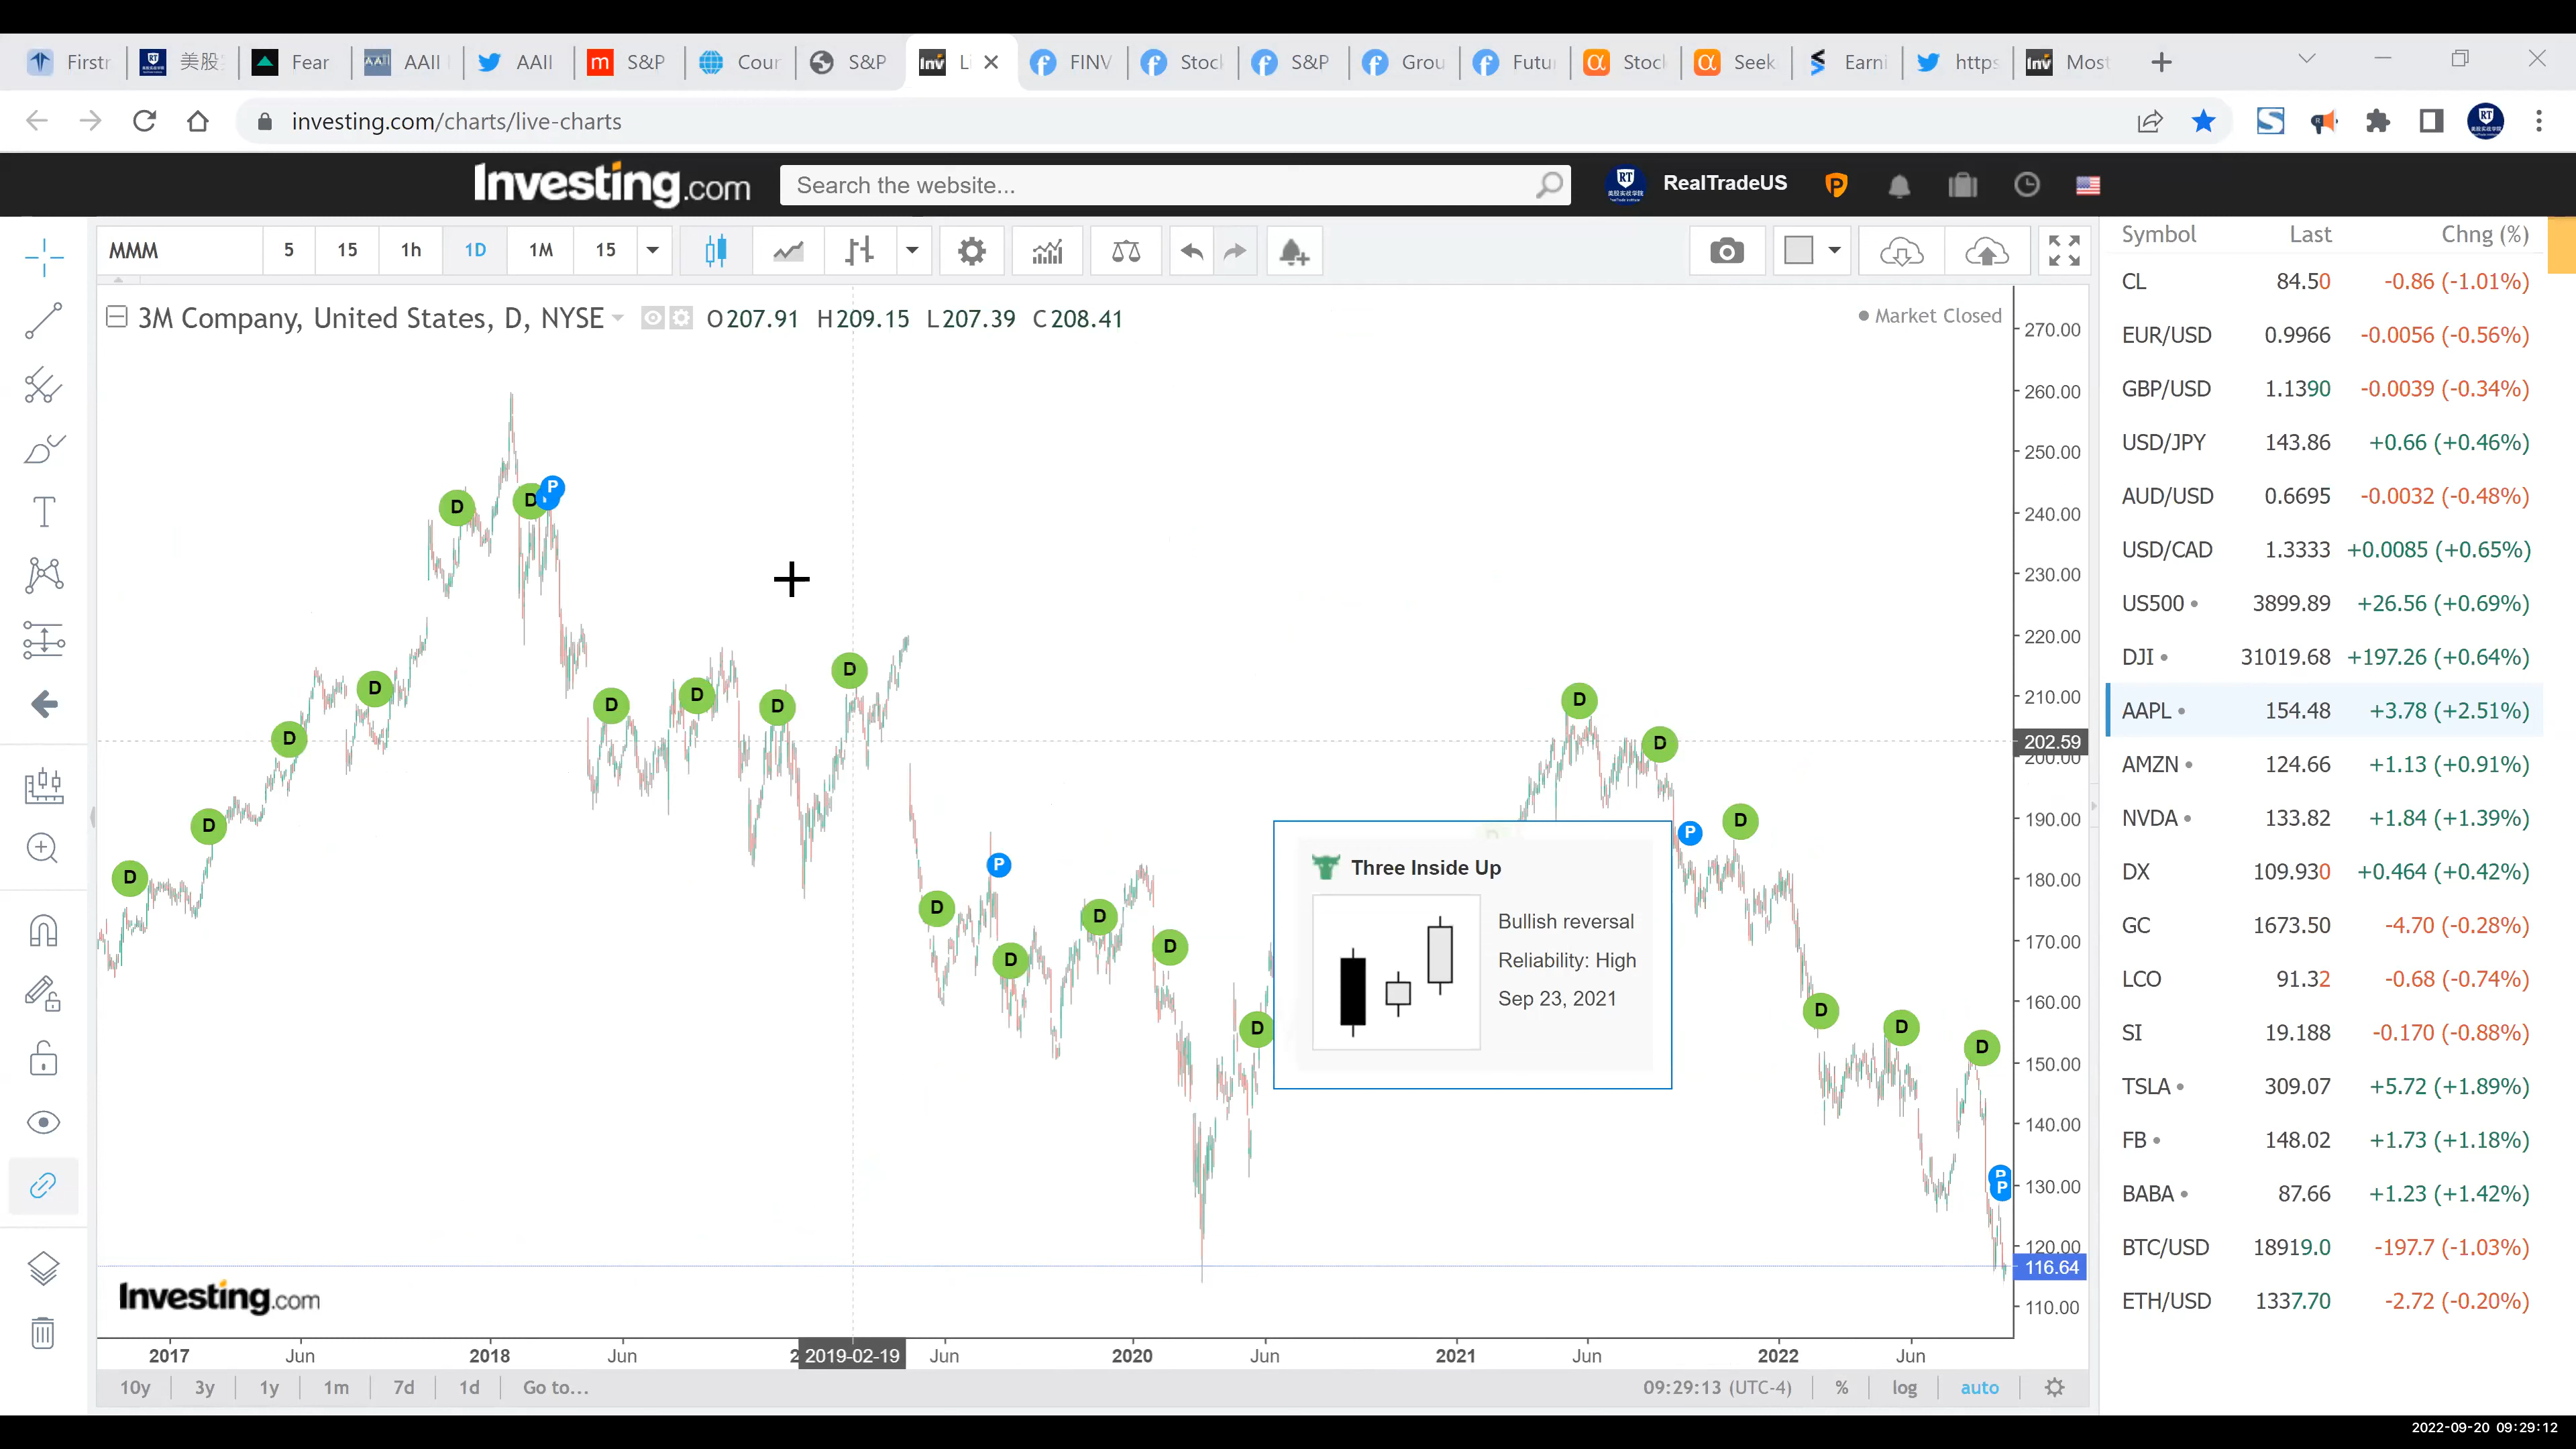 Firstr 美股 Fear AAII AAII S&P Cour S&P Li FINV Stock S&P Grou Futu Stock Seek Earni https Most
investing.com/charts/live-charts
Investing.com Search the website... RealTradeUS
MMM 5 15 1h 1D 1M 15
3M Company, United States, D, NYSE O207.91 H209.15 L207.39 C208.41 Market Closed
270.00
260.00
250.00
240.00
230.00
220.00
210.00
202.59
200.00
190.00
180.00
170.00
160.00
150.00
140.00
130.00
120.00
116.64
110.00
D D D D D D P D D D D D P D D D D D D P D D D D P P
Three Inside Up
Bullish reversal
Reliability: High
Sep 23, 2021
Investing.com
2017 Jun 2018 Jun 2019-02-19 Jun 2020 Jun 2021 Jun 2022 Jun
10y 3y 1y 1m 7d 1d Go to... 09:29:13 (UTC-4) % log auto
Symbol Last Chng (%)
CL 84.50 -0.86 (-1.01%)
EUR/USD 0.9966 -0.0056 (-0.56%)
GBP/USD 1.1390 -0.0039 (-0.34%)
USD/JPY 143.86 +0.66 (+0.46%)
AUD/USD 0.6695 -0.0032 (-0.48%)
USD/CAD 1.3333 +0.0085 (+0.65%)
US500 3899.89 +26.56 (+0.69%)
DJI 31019.68 +197.26 (+0.64%)
AAPL 154.48 +3.78 (+2.51%)
AMZN 124.66 +1.13 (+0.91%)
NVDA 133.82 +1.84 (+1.39%)
DX 109.930 +0.464 (+0.42%)
GC 1673.50 -4.70 (-0.28%)
LCO 91.32 -0.68 (-0.74%)
SI 19.188 -0.170 (-0.88%)
TSLA 309.07 +5.72 (+1.89%)
FB 148.02 +1.73 (+1.18%)
BABA 87.66 +1.23 (+1.42%)
BTC/USD 18919.0 -197.7 (-1.03%)
ETH/USD 1337.70 -2.72 (-0.20%)
2022-09-20 09:29:12